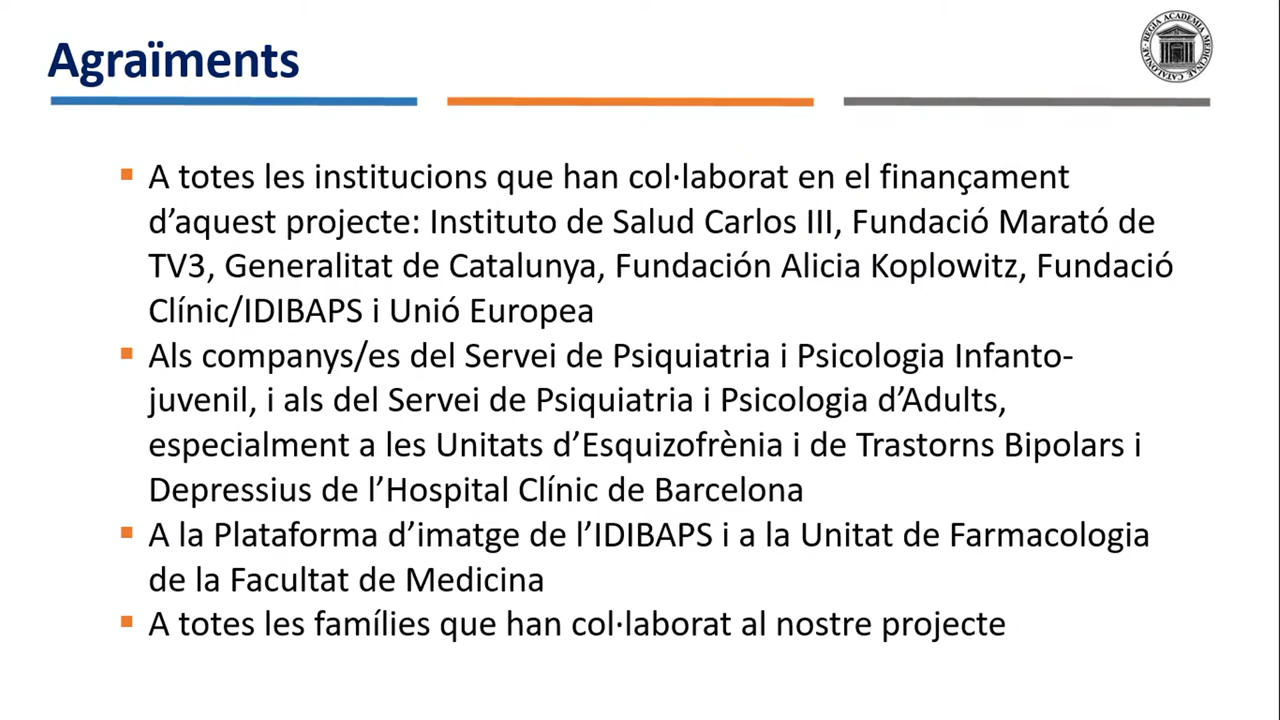 Agraïments
REGIA ACADEMIA MEDICINAE CATALONIAE
A totes les institucions que han col·laborat en el finançament
d’aquest projecte: Instituto de Salud Carlos III, Fundació Marató de
TV3, Generalitat de Catalunya, Fundación Alicia Koplowitz, Fundació
Clínic/IDIBAPS i Unió Europea
Als companys/es del Servei de Psiquiatria i Psicologia Infanto-
juvenil, i als del Servei de Psiquiatria i Psicologia d’Adults,
especialment a les Unitats d’Esquizofrènia i de Trastorns Bipolars i
Depressius de l’Hospital Clínic de Barcelona
A la Plataforma d’imatge de l’IDIBAPS i a la Unitat de Farmacologia
de la Facultat de Medicina
A totes les famílies que han col·laborat al nostre projecte